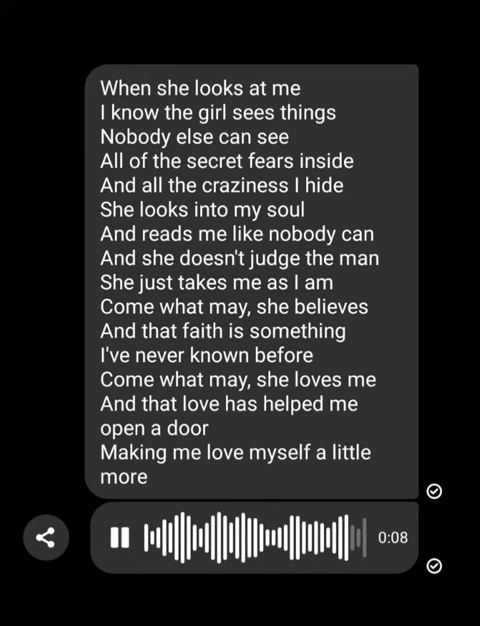 When she looks at me
I know the girl sees things
Nobody else can see
All of the secret fears inside
And all the craziness I hide
She looks into my soul
And reads me like nobody can
And she doesn't judge the man
She just takes me as I am
Come what may, she believes
And that faith is something
I've never known before
Come what may, she loves me
And that love has helped me
open a door
Making me love myself a little
more
0:08